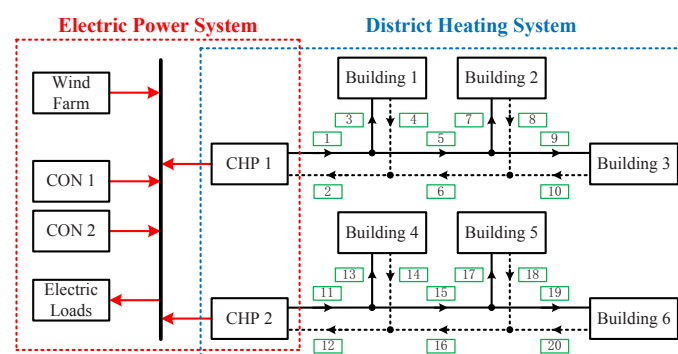 Electric Power System
District Heating System
Wind
Farm
Building 1
Building 2
3
4
7
8
1
5
9
CON 1
CHP 1
Building 3
2
6
10
CON 2
Building 4
Building 5
13
14
17
18
Electric
Loads
11
15
19
CHP 2
Building 6
12
16
20